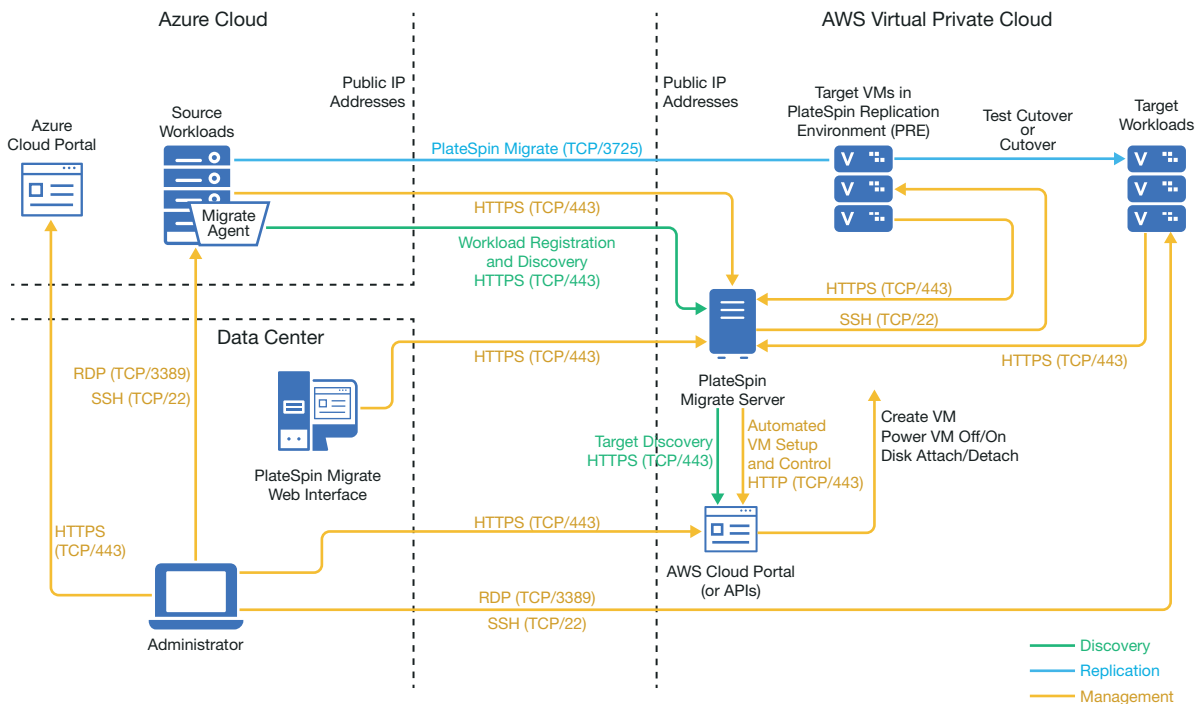 Azure Cloud
AWS Virtual Private Cloud
Public IP
Addresses
Public IP
Addresses
Azure
Cloud Portal
Source
Workloads
Target VMs in
PlateSpin Replication
Environment (PRE)
Test Cutover
or
Cutover
Target
Workloads
PlateSpin Migrate (TCP/3725)
V
V
V
V
V
V
HTTPS (TCP/443)
Migrate
Agent
Workload Registration
and Discovery
HTTPS (TCP/443)
HTTPS (TCP/443)
SSH (TCP/22)
HTTPS (TCP/443)
Data Center
HTTPS (TCP/443)
RDP (TCP/3389)
SSH (TCP/22)
PlateSpin
Migrate Server
PlateSpin Migrate
Web Interface
Target Discovery
HTTPS (TCP/443)
Automated
VM Setup
and Control
HTTP (TCP/443)
Create VM
Power VM Off/On
Disk Attach/Detach
HTTPS
(TCP/443)
HTTPS (TCP/443)
AWS Cloud Portal
(or APIs)
RDP (TCP/3389)
SSH (TCP/22)
Administrator
Discovery
Replication
Management